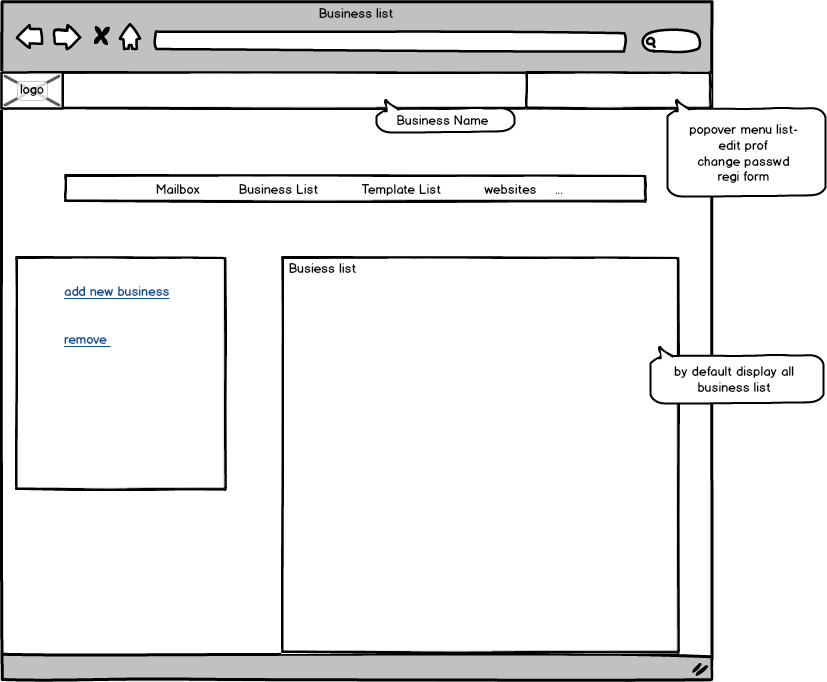 Business list
logo
Business Name
popover menu list-
edit prof
change passwd
regi form
Mailbox Business List Template List websites ...
add new business
remove
Busiess list
by default display all
business list